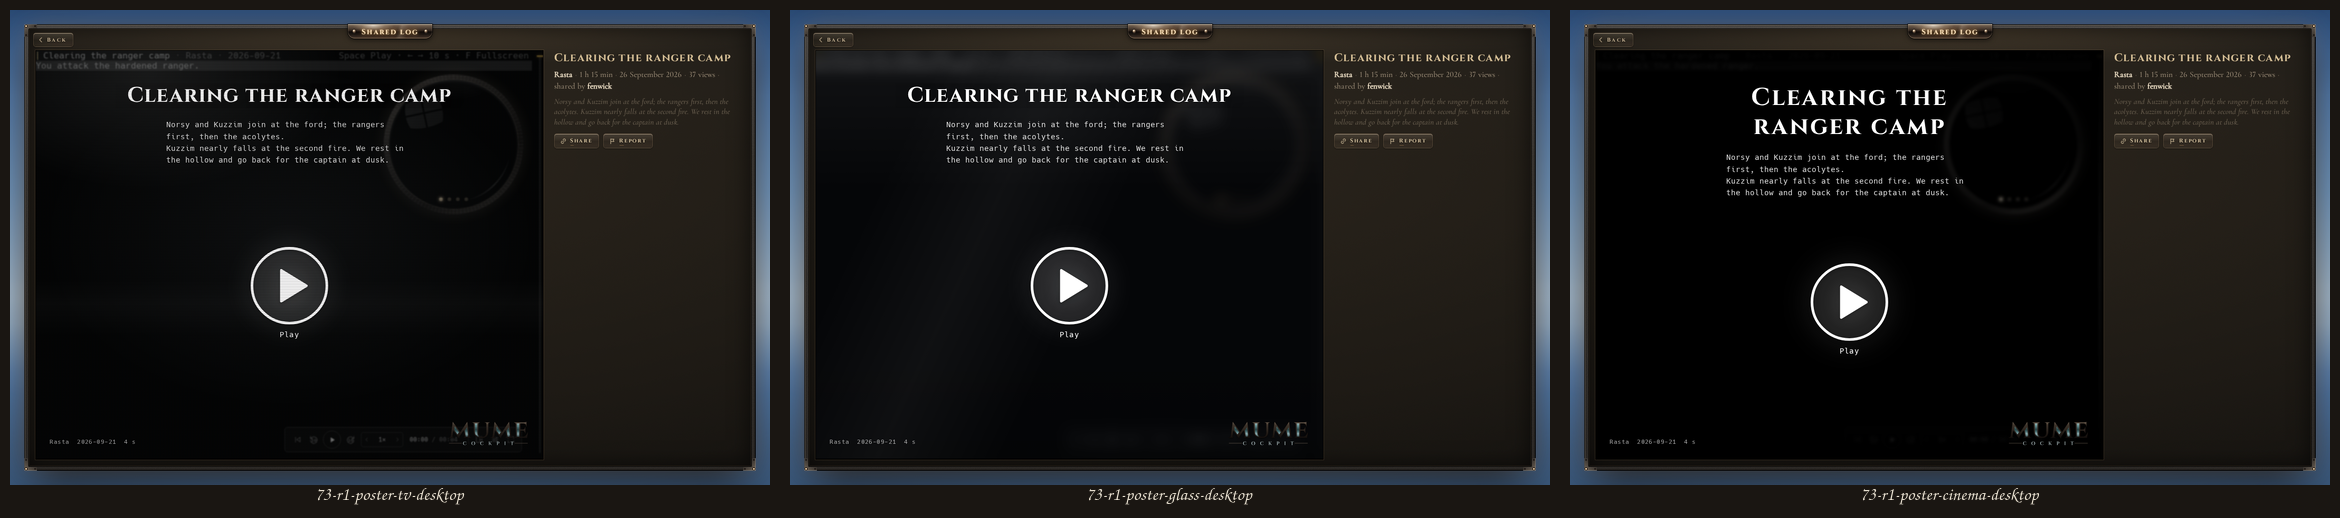 SHARED LOG
BACK
Clearing the ranger camp Rasta · 2026-09-21 Space Play · ← → 10 s · F Fullscreen
You attack the hardened ranger.
CLEARING THE RANGER CAMP
Norsy and Kuzzim join at the ford; the rangers
first, then the acolytes.
Kuzzim nearly falls at the second fire. We rest in
the hollow and go back for the captain at dusk.
Play
Rasta 2026-09-21 4 s
1×
00:00
MUME
COCKPIT
CLEARING THE RANGER CAMP
Rasta · 1 h 15 min · 26 September 2026 · 37 views ·
shared by fenwick
Norsy and Kuzzim join at the ford; the rangers first, then the
acolytes. Kuzzim nearly falls at the second fire. We rest in the
hollow and go back for the captain at dusk.
SHARE REPORT
73-r1-poster-tv-desktop
SHARED LOG
BACK
CLEARING THE RANGER CAMP
Norsy and Kuzzim join at the ford; the rangers
first, then the acolytes.
Kuzzim nearly falls at the second fire. We rest in
the hollow and go back for the captain at dusk.
Play
Rasta 2026-09-21 4 s
MUME
COCKPIT
CLEARING THE RANGER CAMP
Rasta · 1 h 15 min · 26 September 2026 · 37 views ·
shared by fenwick
Norsy and Kuzzim join at the ford; the rangers first, then the
acolytes. Kuzzim nearly falls at the second fire. We rest in the
hollow and go back for the captain at dusk.
SHARE REPORT
73-r1-poster-glass-desktop
SHARED LOG
BACK
CLEARING THE
RANGER CAMP
Norsy and Kuzzim join at the ford; the rangers
first, then the acolytes.
Kuzzim nearly falls at the second fire. We rest in
the hollow and go back for the captain at dusk.
Play
Rasta 2026-09-21 4 s
MUME
COCKPIT
CLEARING THE RANGER CAMP
Rasta · 1 h 15 min · 26 September 2026 · 37 views ·
shared by fenwick
Norsy and Kuzzim join at the ford; the rangers first, then the
acolytes. Kuzzim nearly falls at the second fire. We rest in the
hollow and go back for the captain at dusk.
SHARE REPORT
73-r1-poster-cinema-desktop